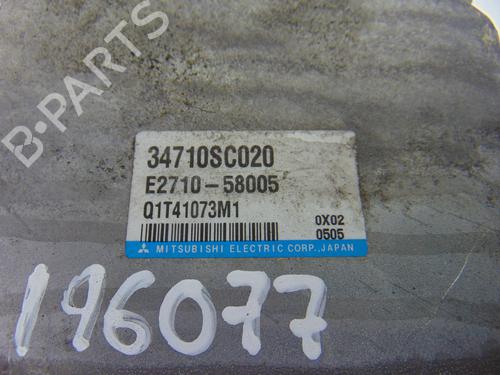 B-PARTS
34710SC020
E2710-58005
Q1T41073M1
0X02
0505
MITSUBISHI ELECTRIC CORP., JAPAN
196077